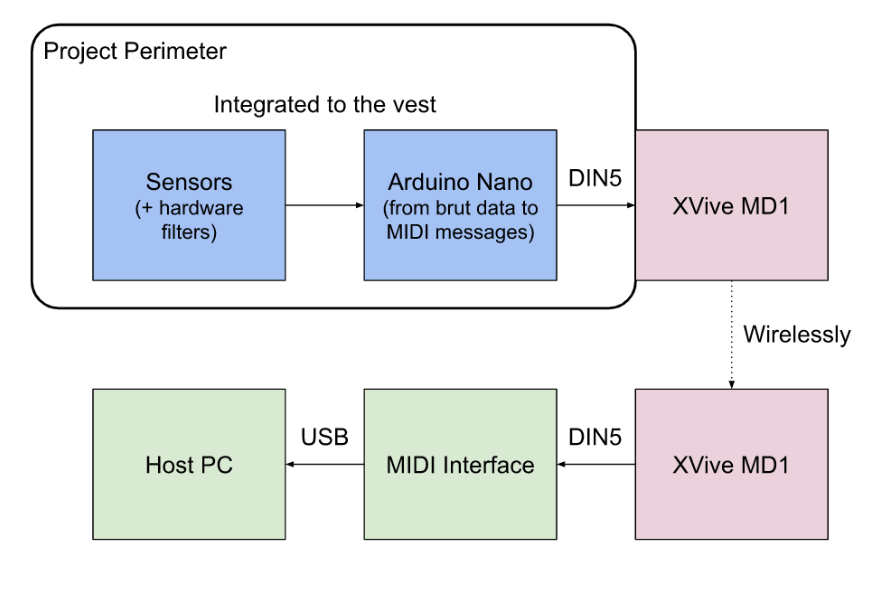 Project Perimeter
Integrated to the vest
Sensors
(+ hardware
filters)
Arduino Nano
(from brut data to
MIDI messages)
DIN5
XVive MD1
Wirelessly
Host PC
USB
MIDI Interface
DIN5
XVive MD1